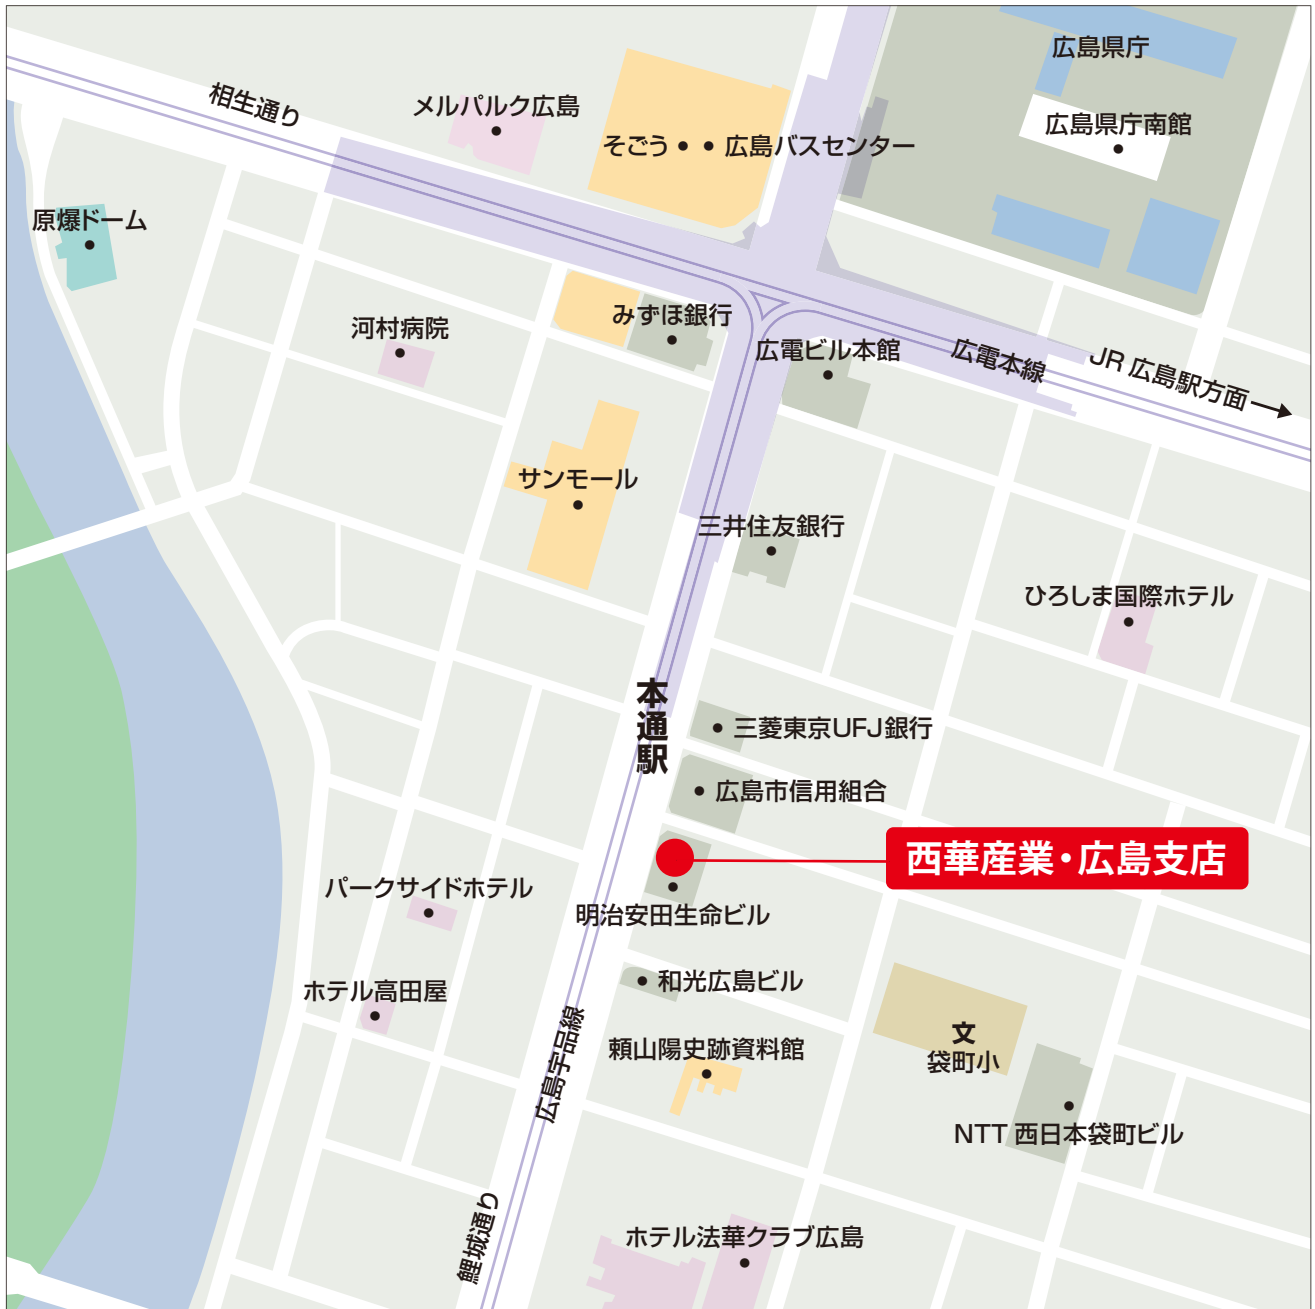 広島県庁
相生通り
メルパルク広島
広島県庁南館
そごう・・広島バスセンター
原爆ドーム
みずほ銀行
河村病院
広電ビル本館
広電本線
JR 広島駅方面
サンモール
三井住友銀行
ひろしま国際ホテル
本通駅
三菱東京UFJ銀行
広島市信用組合
西華産業・広島支店
パークサイドホテル
明治安田生命ビル
和光広島ビル
ホテル高田屋
広島宇品線
頼山陽史跡資料館
文
袋町小
NTT 西日本袋町ビル
鯉城通り
ホテル法華クラブ広島